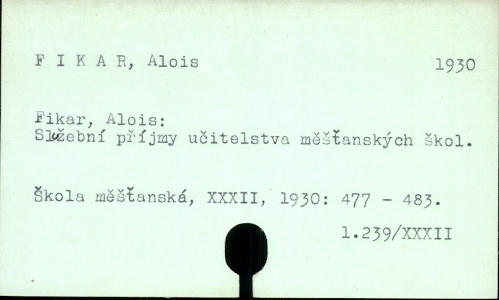 F I K A R, Alois 1930
Fikar, Alois:
Služební příjmy učitelstva měšťanských škol.
Škola měšťanská, XXXII, 1930: 477 - 483.
1.239/XXXII